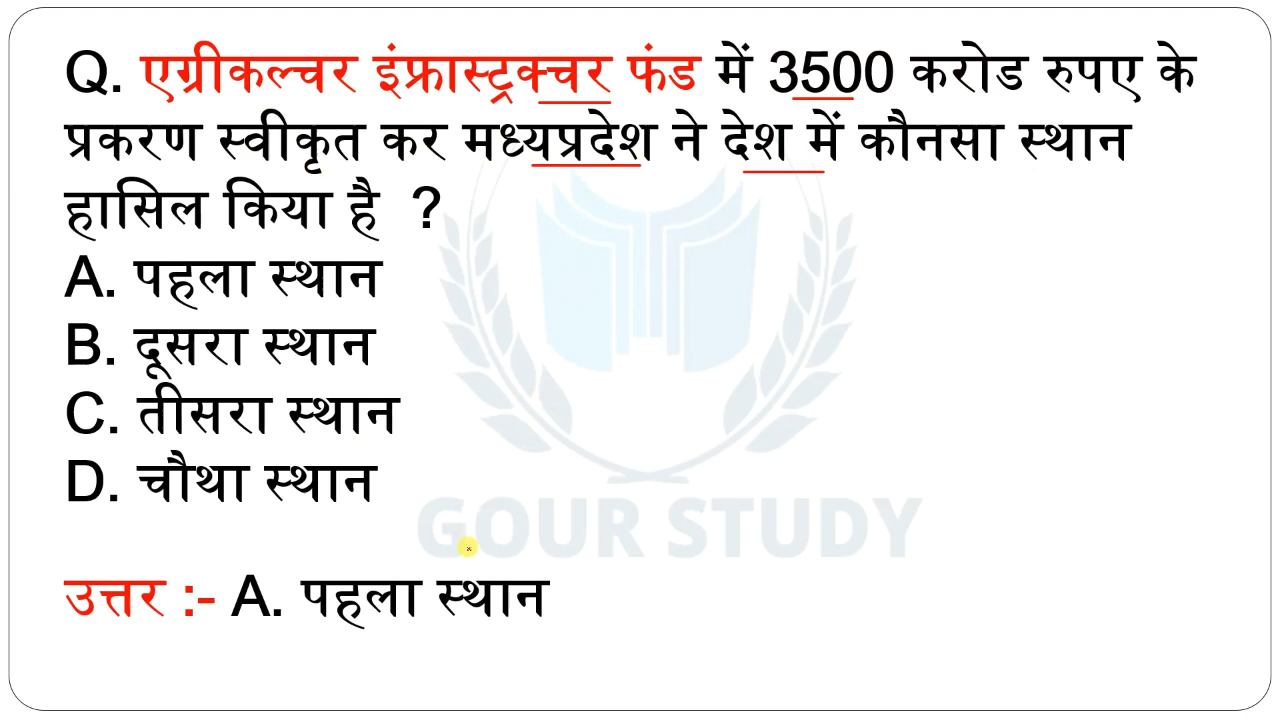 Q. एग्रीकल्चर इंफ्रास्ट्रक्चर फंड में 3500 करोड रुपए के
प्रकरण स्वीकृत कर मध्यप्रदेश ने देश में कौनसा स्थान
हासिल किया है ?
A. पहला स्थान
B. दूसरा स्थान
C. तीसरा स्थान
D. चौथा स्थान
GOUR STUDY
उत्तर :- A. पहला स्थान